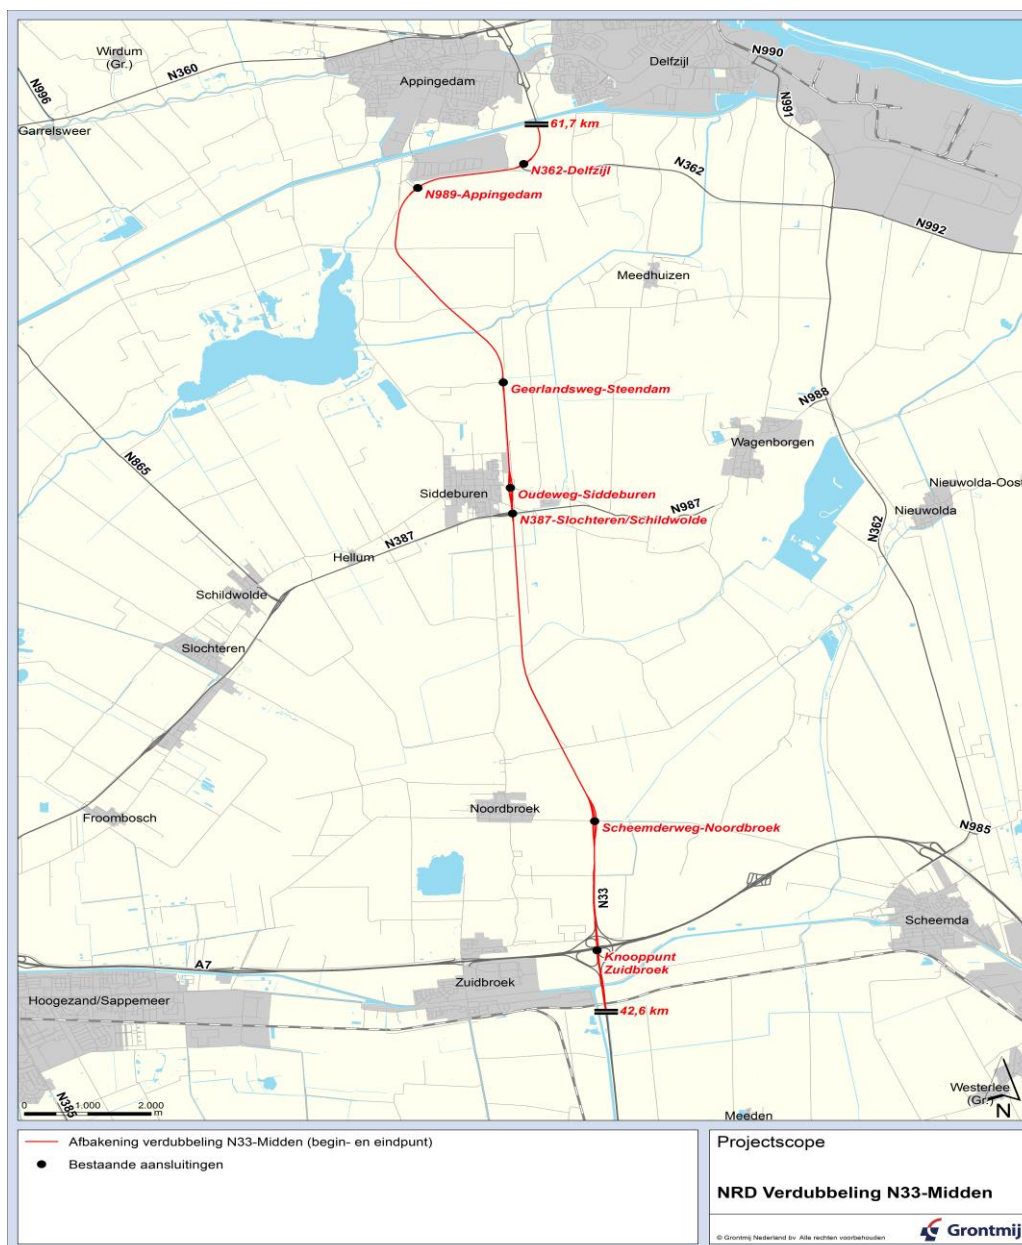 Wirdum
(Gr.)
N996
N360
Garrelsweer
Appingedam
Delfzijl
N990
N991
61,7 km
N362-Delfzijl
N362
N989-Appingedam
N992
Meedhuizen
Geerlandsweg-Steendam
N988
Wagenborgen
N865
Siddeburen
Oudeweg-Siddeburen
N987
Nieuwolda-Oost
Nieuwolda
N387-Slochteren/Schildwolde
N387
N362
Hellum
Schildwolde
Slochteren
Noordbroek
Froombosch
Scheemderweg-Noordbroek
N985
N33
Scheemda
Knooppunt
Zuidbroek
A7
Zuidbroek
Hoogezand/Sappemeer
42,6 km
N385
0 1.000 2.000
m
Meeden
Westerlee
(Gr.)
N
Afbakening verdubbeling N33-Midden (begin- en eindpunt)
Bestaande aansluitingen
Projectscope
NRD Verdubbeling N33-Midden
© Grontmij Nederland bv Alle rechten voorbehouden
Grontmij